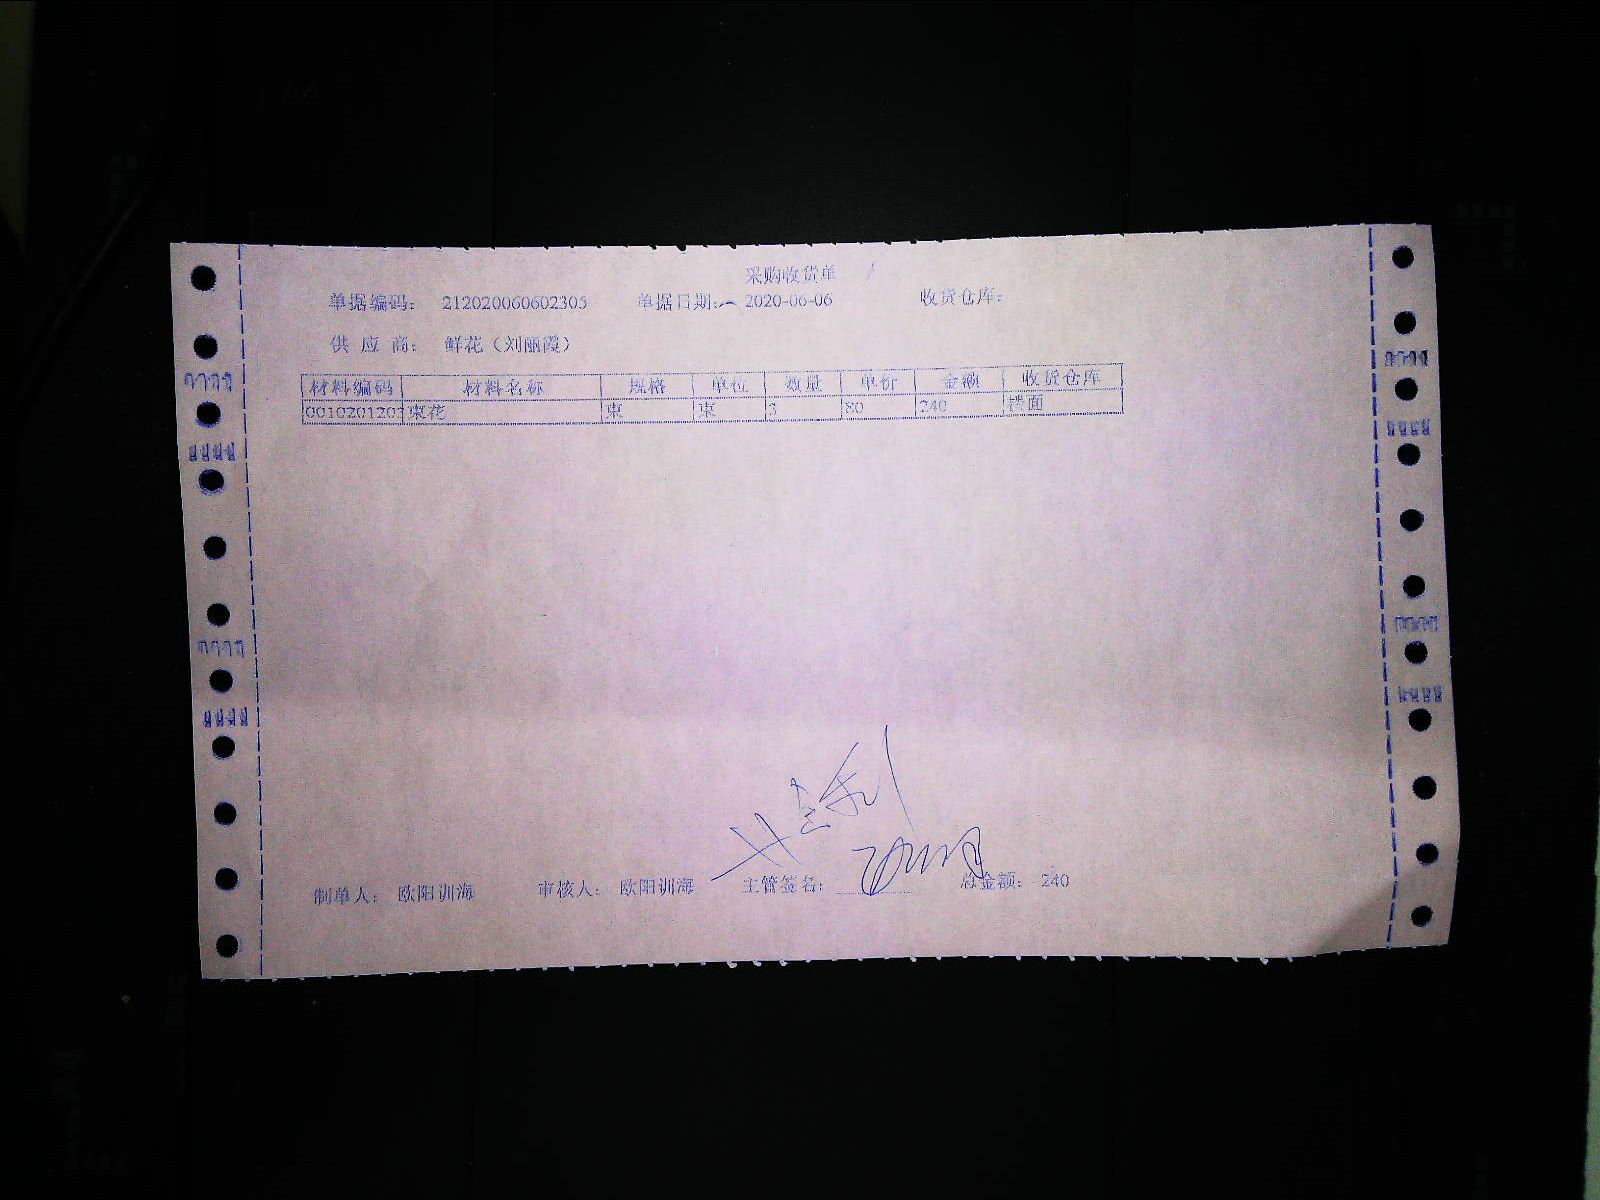 采购收货单
单据编码： 212020060602305 单据日期： 2020-06-06 收货仓库：
供 应 商： 鲜花（刘丽霞）
材料编码 材料名称 规格 单位 数量 单价 金额 收货仓库
0010201203 束花 束 束 3 80 240 楼面
制单人： 欧阳训海 审核人： 欧阳训海 主管签名： 总金额： 240